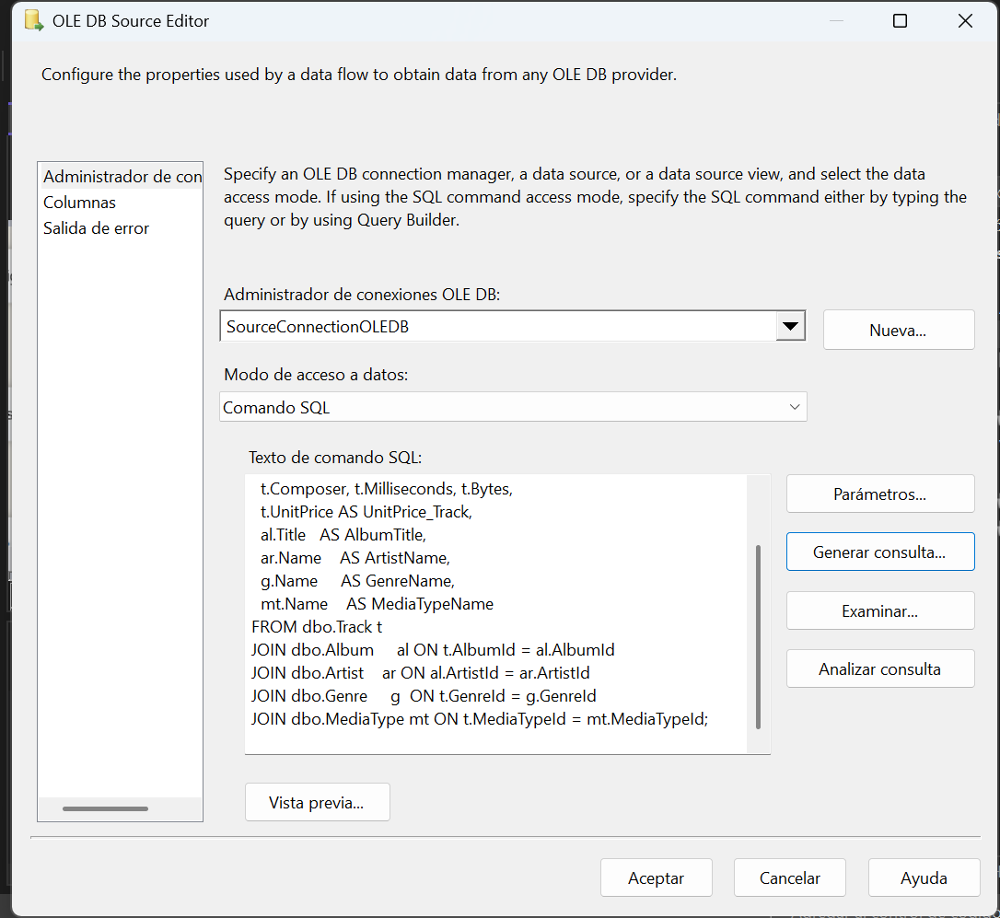 OLE DB Source Editor
Configure the properties used by a data flow to obtain data from any OLE DB provider.
Administrador de con
Columnas
Salida de error
Specify an OLE DB connection manager, a data source, or a data source view, and select the data
access mode. If using the SQL command access mode, specify the SQL command either by typing the
query or by using Query Builder.
Administrador de conexiones OLE DB:
SourceConnectionOLEDB
Nueva...
Modo de acceso a datos:
Comando SQL
Texto de comando SQL:
t.Composer, t.Milliseconds, t.Bytes,
t.UnitPrice AS UnitPrice_Track,
al.Title   AS AlbumTitle,
ar.Name    AS ArtistName,
g.Name     AS GenreName,
mt.Name    AS MediaTypeName
FROM dbo.Track t
JOIN dbo.Album     al ON t.AlbumId = al.AlbumId
JOIN dbo.Artist    ar ON al.ArtistId = ar.ArtistId
JOIN dbo.Genre     g  ON t.GenreId = g.GenreId
JOIN dbo.MediaType mt ON t.MediaTypeId = mt.MediaTypeId;
Parámetros...
Generar consulta...
Examinar...
Analizar consulta
Vista previa...
Aceptar
Cancelar
Ayuda